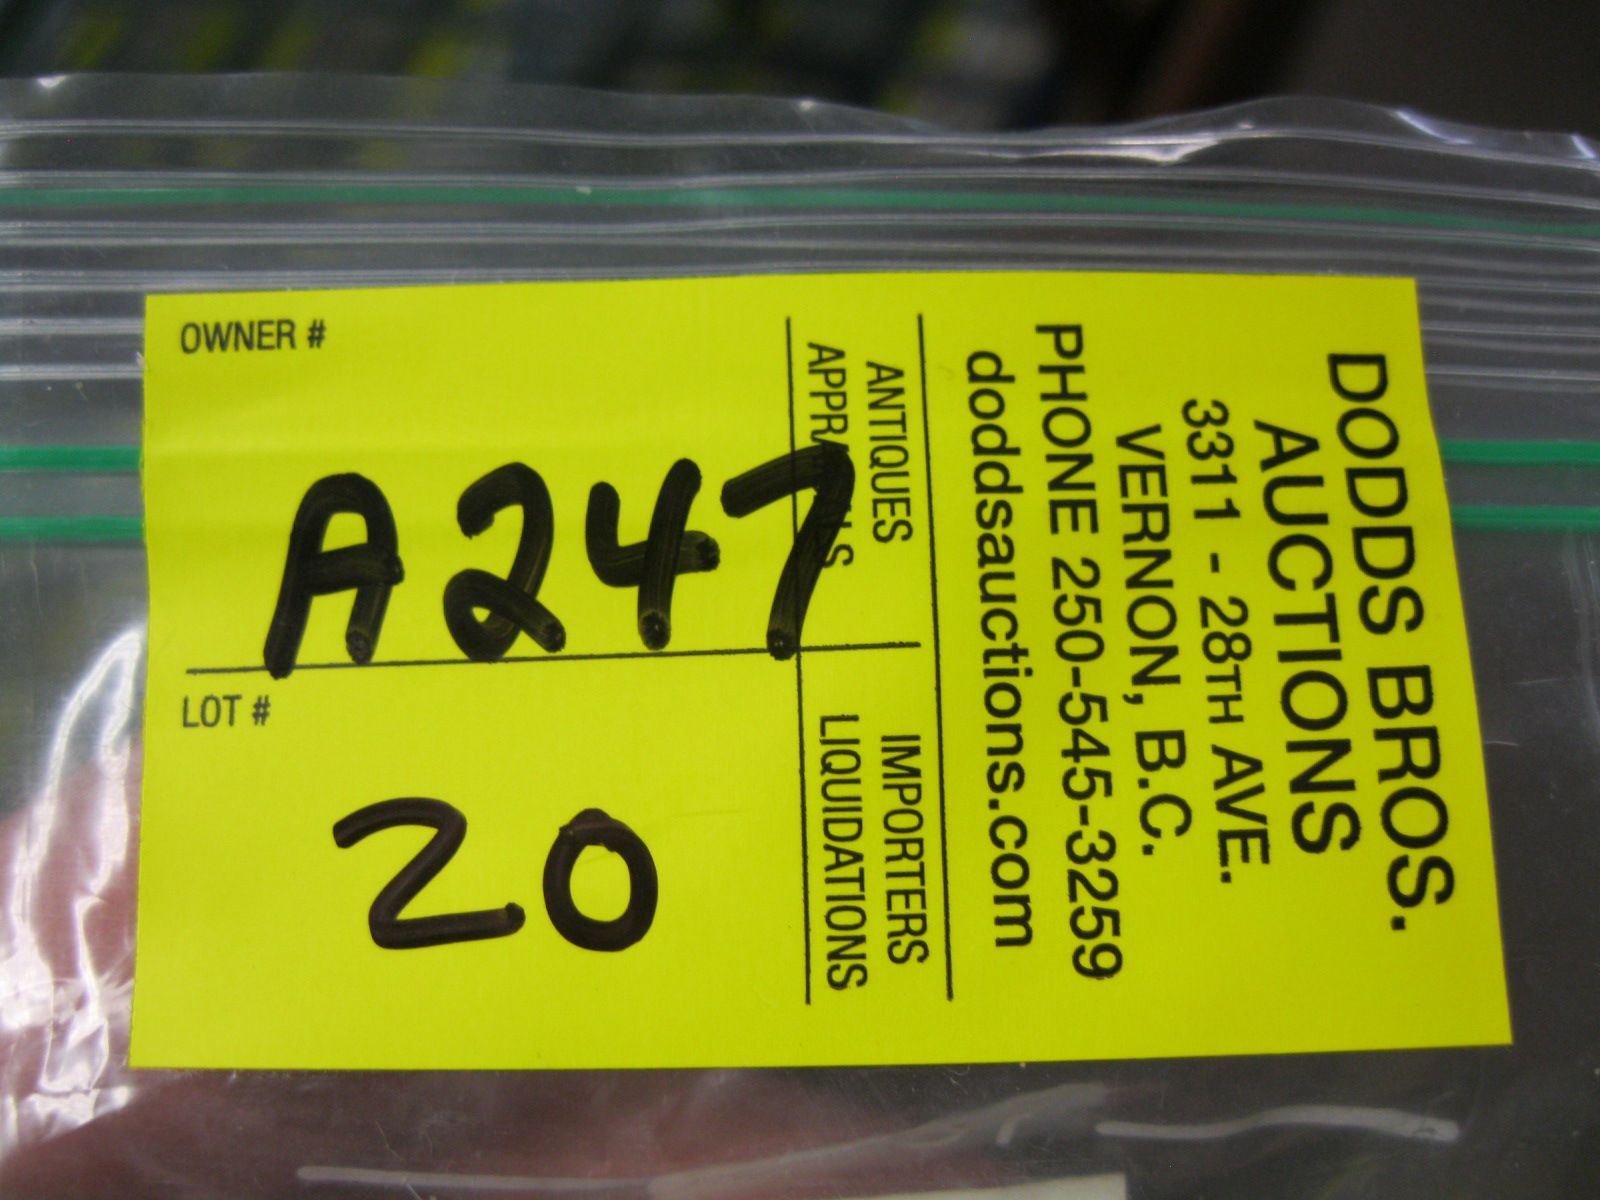 DODDS BROS.
AUCTIONS
3311 - 28TH AVE.
VERNON, B.C.
PHONE 250-545-3259
doddsauctions.com
ANTIQUES
APPRAISALS
IMPORTERS
LIQUIDATIONS
OWNER #
A247
LOT #
20